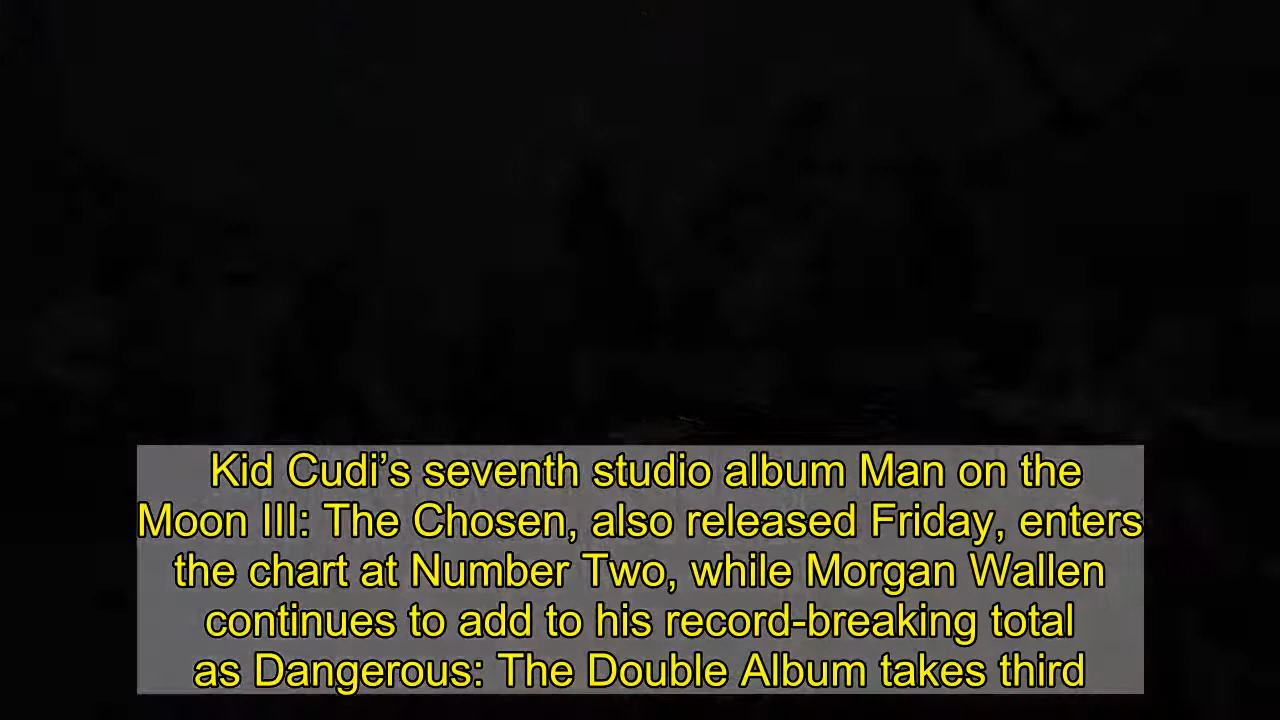 Kid Cudi’s seventh studio album Man on the
Moon III: The Chosen, also released Friday, enters
the chart at Number Two, while Morgan Wallen
continues to add to his record-breaking total
as Dangerous: The Double Album takes third